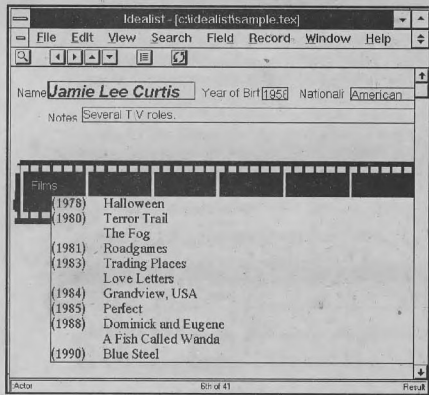 Idealist - [c:\idealist\sample.tex]
File Edit View Search Field Record Window Help
Name Jamie Lee Curtis Year of Birt 1958 Nationali American
Notes Several TV roles.
Films
(1978) Halloween
(1980) Terror Trail
The Fog
(1981) Roadgames
(1983) Trading Places
Love Letters
(1984) Grandview, USA
(1985) Perfect
(1988) Dominick and Eugene
A Fish Called Wanda
(1990) Blue Steel
Actor 6th of 41 Result